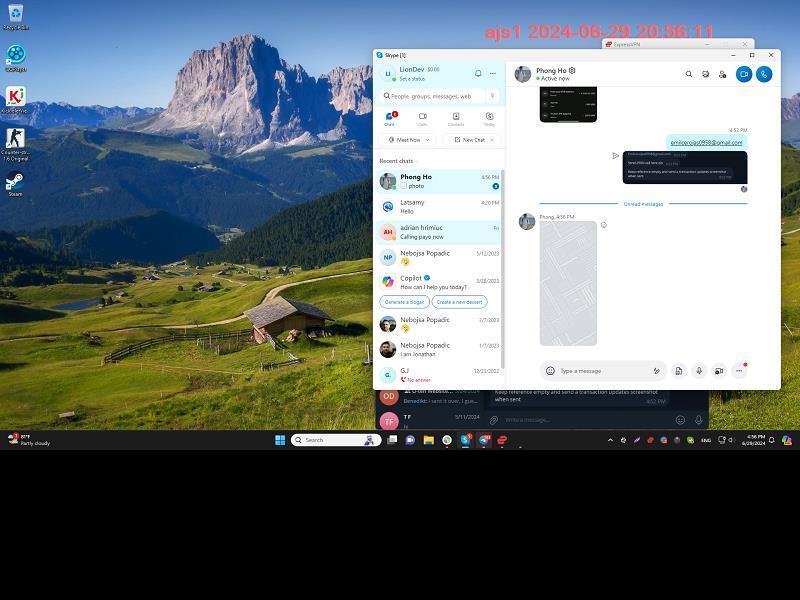 ajs1 2024-06-29 20:56:11
Recycle Bin
ExpressVPN
Skype [1]
LionDev $0.00
Set a status
People, groups, messages, web
Chats
Calls
Contacts
Today
Meet Now
New Chat
Recent chats
Phong Ho 4:56 PM
photo
Latsamy 4:20 PM
Hello
adrian hrimiuc Fri
Calling payo now
Nebojsa Popadic 5/12/2023
Copilot 3/28/2023
How can I help you today?
Generate a slogan
Create a new dessert
Nebojsa Popadic 2/7/2023
Nebojsa Popadic 1/7/2023
I am Jonathan
GJ 12/23/2022
No answer
Phong Ho
Active now
4:52 PM
emilcerojas0958@gmail.com
Keep reference empty and send a transaction updates screenshot
when sent
Unread messages
Phong, 4:56 PM
Type a message
Keep reference empty and send a transaction updates screenshot
when sent
4:52 PM
OD
Benedikt: I sent it over, I gue...
TF
T F 5/11/2024
Write a message...
GOMPlayer
Counter-str...
1.6 Original
Steam
81°F
Partly cloudy
Search
ENG
4:56 PM
6/29/2024